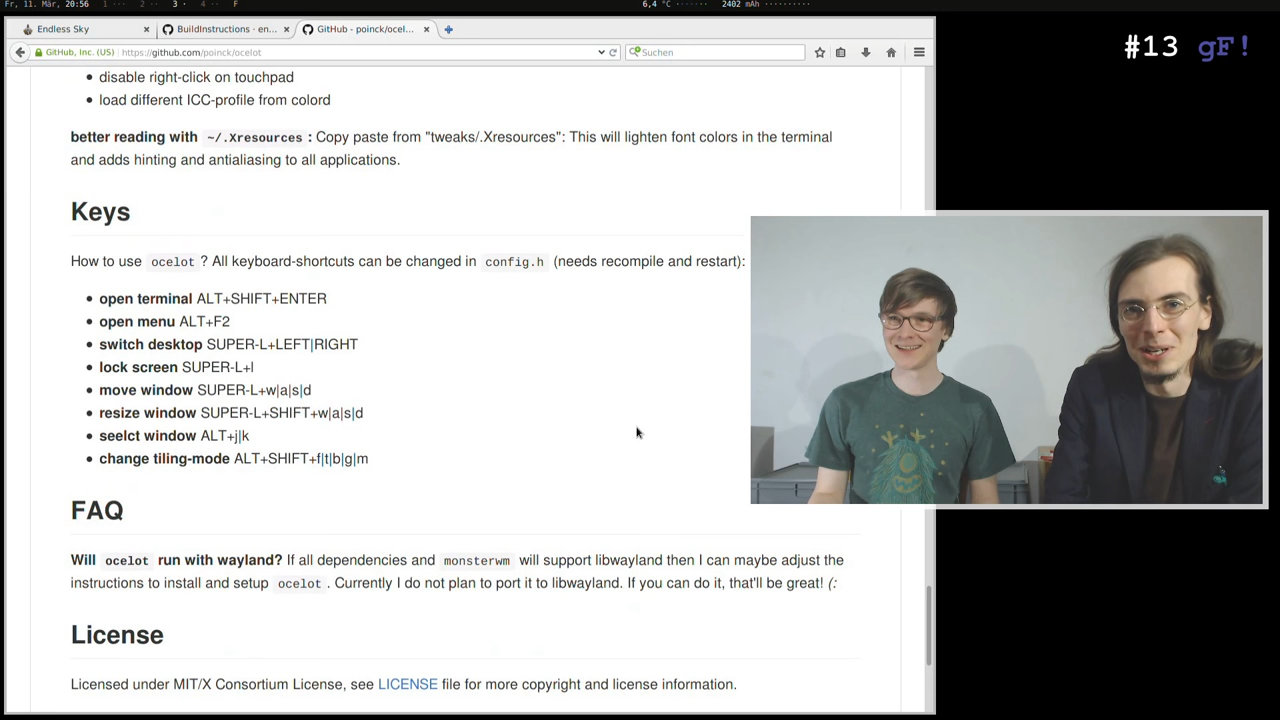 Fr, 11. Mär, 20:56 1 ··· 2 ··· 3 · 4 ·· F 6,4 °C ·· ····· 2402 mAh ··········
Endless Sky × BuildInstructions · en… × GitHub - poinck/ocel… ×
GitHub, Inc. (US) https://github.com/poinck/ocelot Suchen
#13 gF!
• disable right-click on touchpad
• load different ICC-profile from colord
better reading with ~/.Xresources : Copy paste from "tweaks/.Xresources": This will lighten font colors in the terminal
and adds hinting and antialiasing to all applications.
Keys
How to use ocelot ? All keyboard-shortcuts can be changed in config.h (needs recompile and restart):
• open terminal ALT+SHIFT+ENTER
• open menu ALT+F2
• switch desktop SUPER-L+LEFT|RIGHT
• lock screen SUPER-L+l
• move window SUPER-L+w|a|s|d
• resize window SUPER-L+SHIFT+w|a|s|d
• seelct window ALT+j|k
• change tiling-mode ALT+SHIFT+f|t|b|g|m
FAQ
Will ocelot run with wayland? If all dependencies and monsterwm will support libwayland then I can maybe adjust the
instructions to install and setup ocelot . Currently I do not plan to port it to libwayland. If you can do it, that'll be great! (:
License
Licensed under MIT/X Consortium License, see LICENSE file for more copyright and license information.